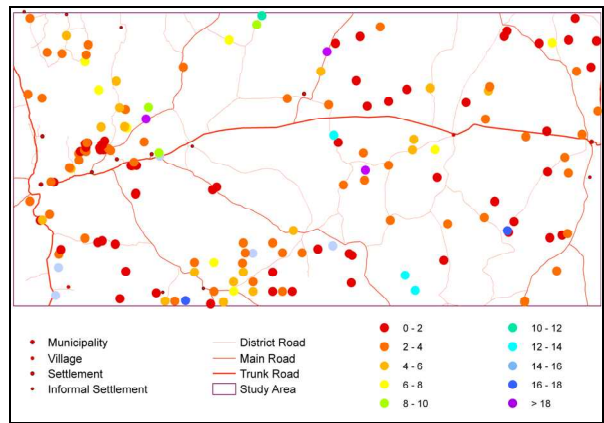 Municipality
Village
Settlement
Informal Settlement
District Road
Main Road
Trunk Road
Study Area
0 - 2
2 - 4
4 - 6
6 - 8
8 - 10
10 - 12
12 - 14
14 - 16
16 - 18
> 18